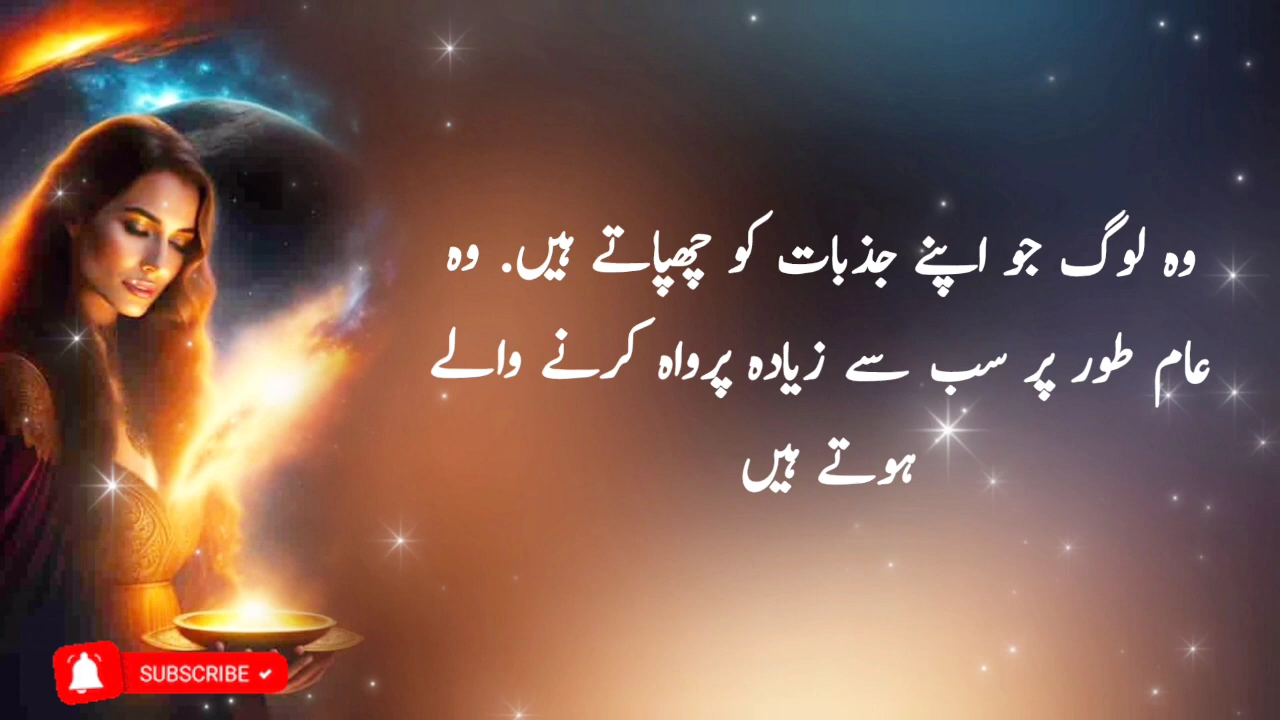 وہ لوگ جو اپنے جذبات کو چھپاتے ہیں. وہ
عام طور پر سب سے زیادہ پرواہ کرنے والے
ہوتے ہیں
SUBSCRIBE